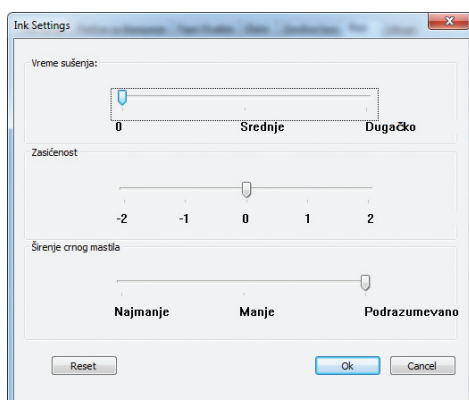 Ink Settings
Vreme sušenja:
0 Srednje Dugačko
Zasićenost
-2 -1 0 1 2
Širenje crnog mastila
Najmanje Manje Podrazumevano
Reset Ok Cancel